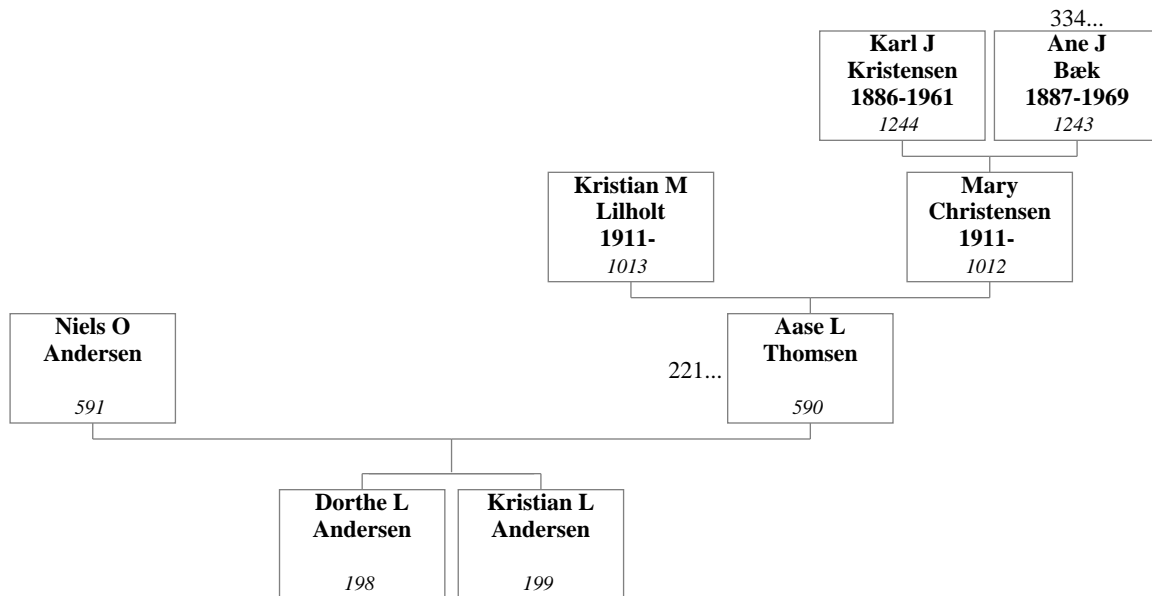 334...
Karl J
Kristensen
1886-1961
1244
Ane J
Bæk
1887-1969
1243
Kristian M
Lilholt
1911-
1013
Mary
Christensen
1911-
1012
Niels O
Andersen
591
221...
Aase L
Thomsen
590
Dorthe L
Andersen
198
Kristian L
Andersen
199